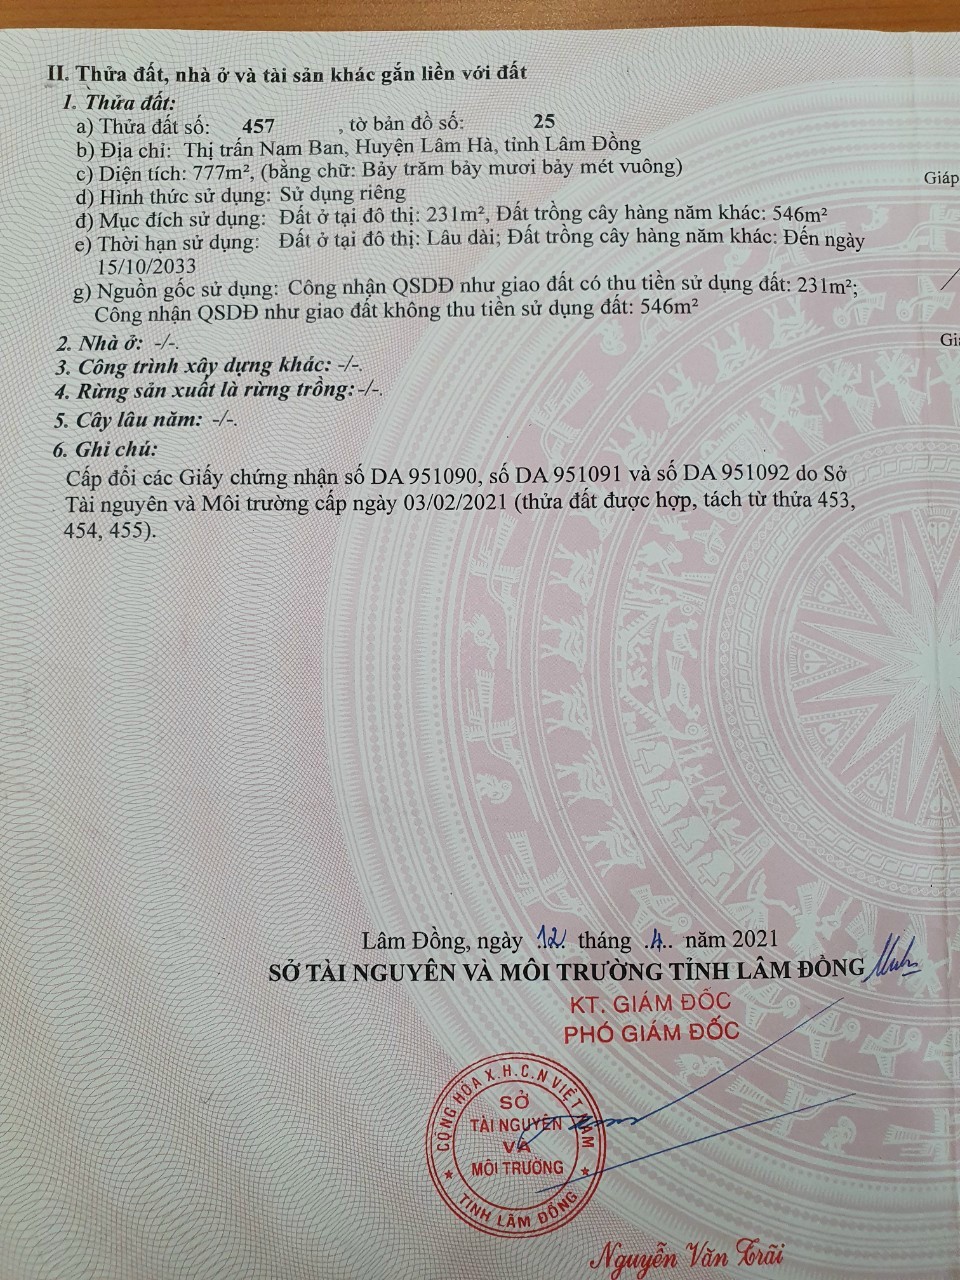 II. Thửa đất, nhà ở và tài sản khác gắn liền với đất
1. Thửa đất:
a) Thửa đất số: 457 , tờ bản đồ số: 25
b) Địa chỉ: Thị trấn Nam Ban, Huyện Lâm Hà, tỉnh Lâm Đồng
c) Diện tích: 777m², (bằng chữ: Bảy trăm bảy mươi bảy mét vuông)
d) Hình thức sử dụng: Sử dụng riêng
đ) Mục đích sử dụng: Đất ở tại đô thị: 231m², Đất trồng cây hàng năm khác: 546m²
e) Thời hạn sử dụng: Đất ở tại đô thị: Lâu dài; Đất trồng cây hàng năm khác: Đến ngày
15/10/2033
g) Nguồn gốc sử dụng: Công nhận QSDĐ như giao đất có thu tiền sử dụng đất: 231m²;
Công nhận QSDĐ như giao đất không thu tiền sử dụng đất: 546m²
2. Nhà ở: -/-.
3. Công trình xây dựng khác: -/-.
4. Rừng sản xuất là rừng trồng:-/-.
5. Cây lâu năm: -/-.
6. Ghi chú:
Cấp đổi các Giấy chứng nhận số DA 951090, số DA 951091 và số DA 951092 do Sở
Tài nguyên và Môi trường cấp ngày 03/02/2021 (thửa đất được hợp, tách từ thửa 453,
454, 455).
Giáp
Lâm Đồng, ngày 12 tháng 4 năm 2021
SỞ TÀI NGUYÊN VÀ MÔI TRƯỜNG TỈNH LÂM ĐỒNG
KT. GIÁM ĐỐC
PHÓ GIÁM ĐỐC
CỘNG HÒA X.H.C.N VIỆT NAM
SỞ
TÀI NGUYÊN
VÀ
MÔI TRƯỜNG
TỈNH LÂM ĐỒNG
Nguyễn Văn Trãi